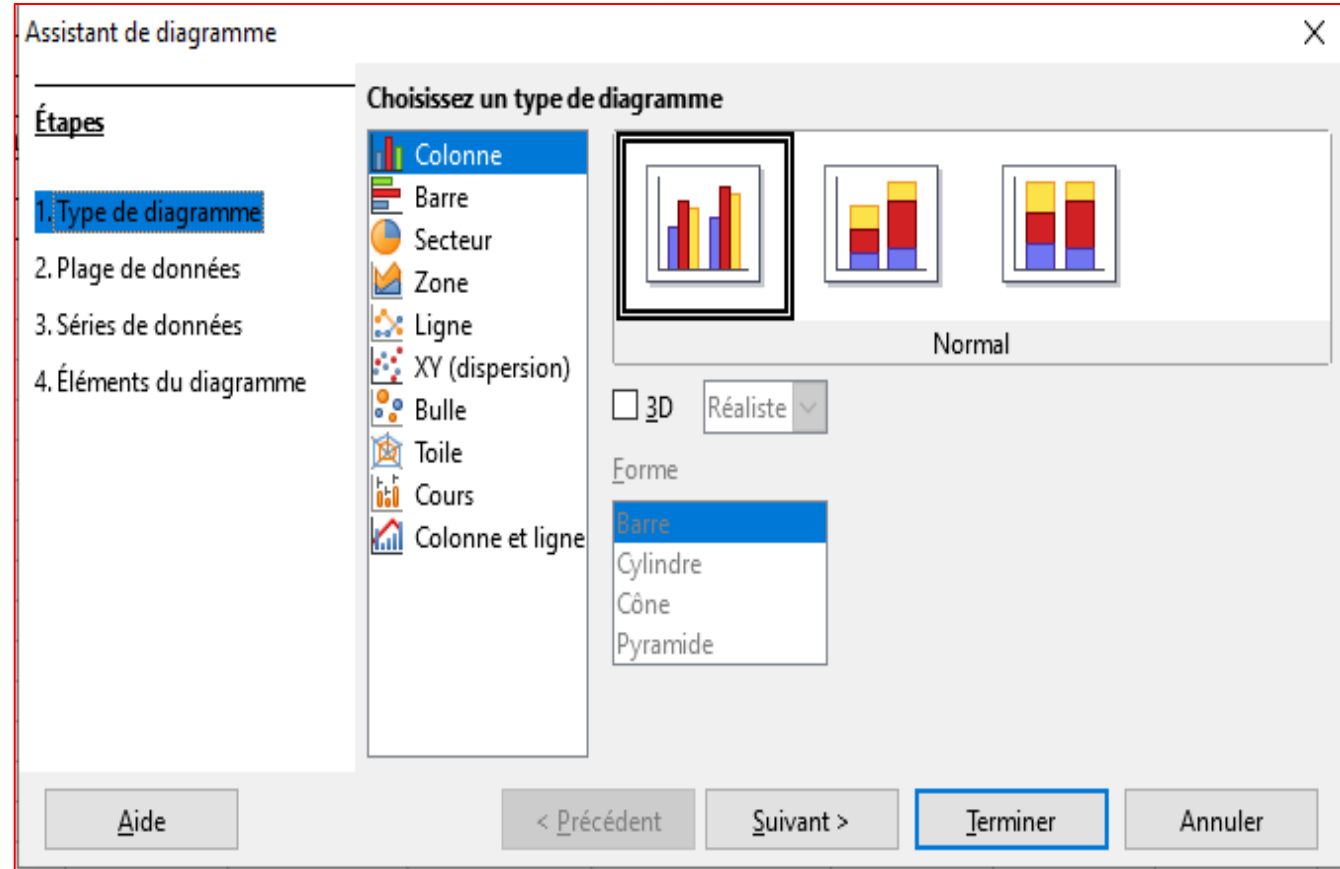 Assistant de diagramme
Étapes
1. Type de diagramme
2. Plage de données
3. Séries de données
4. Éléments du diagramme
Choisissez un type de diagramme
Colonne
Barre
Secteur
Zone
Ligne
XY (dispersion)
Bulle
Toile
Cours
Colonne et ligne
Normal
3D
Réaliste
Forme
Barre
Cylindre
Cône
Pyramide
Aide
< Précédent
Suivant >
Terminer
Annuler